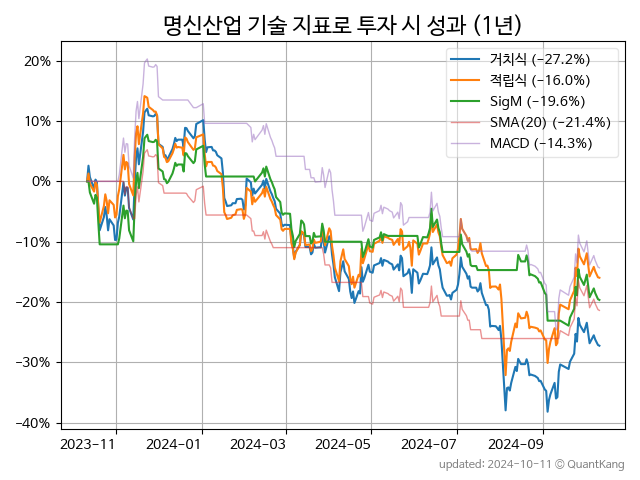 명신산업 기술 지표로 투자 시 성과 (1년)
거치식 (−27.2%)
적립식 (−16.0%)
SigM (−19.6%)
SMA(20) (−21.4%)
MACD (−14.3%)
20%
10%
0%
−10%
−20%
−30%
−40%
2023-11 2024-01 2024-03 2024-05 2024-07 2024-09
updated: 2024-10-11 © QuantKang